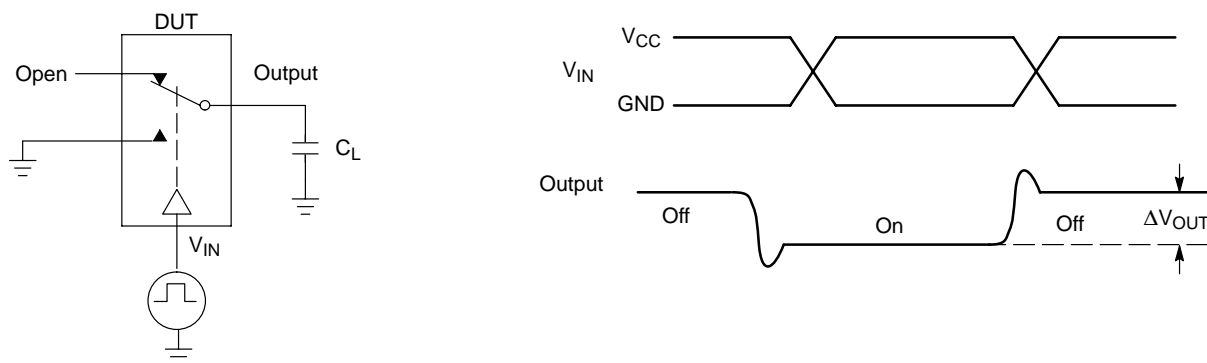 DUT
Open
Output
C_L
V_IN
V_CC
V_IN
GND
Output
Off
On
Off
ΔV_OUT